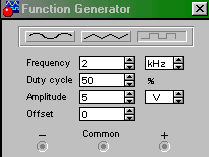 Function Generator
Frequency 2 kHz
Duty cycle 50 %
Amplitude 5 V
Offset 0
− Common +